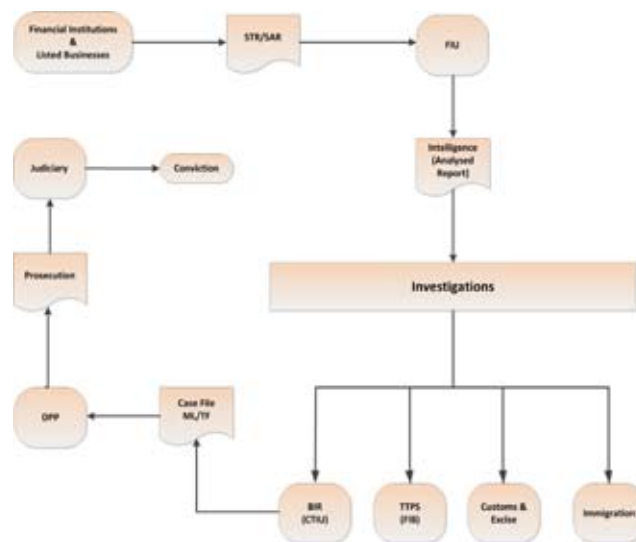 Financial Institutions
&
Listed Businesses
STR/SAR
FIU
Intelligence
(Analysed
Report)
Judiciary
Conviction
Prosecution
Investigations
DPP
Case File
ML/TF
BIR
(CTIU)
TTPS
(FIB)
Customs &
Excise
Immigration